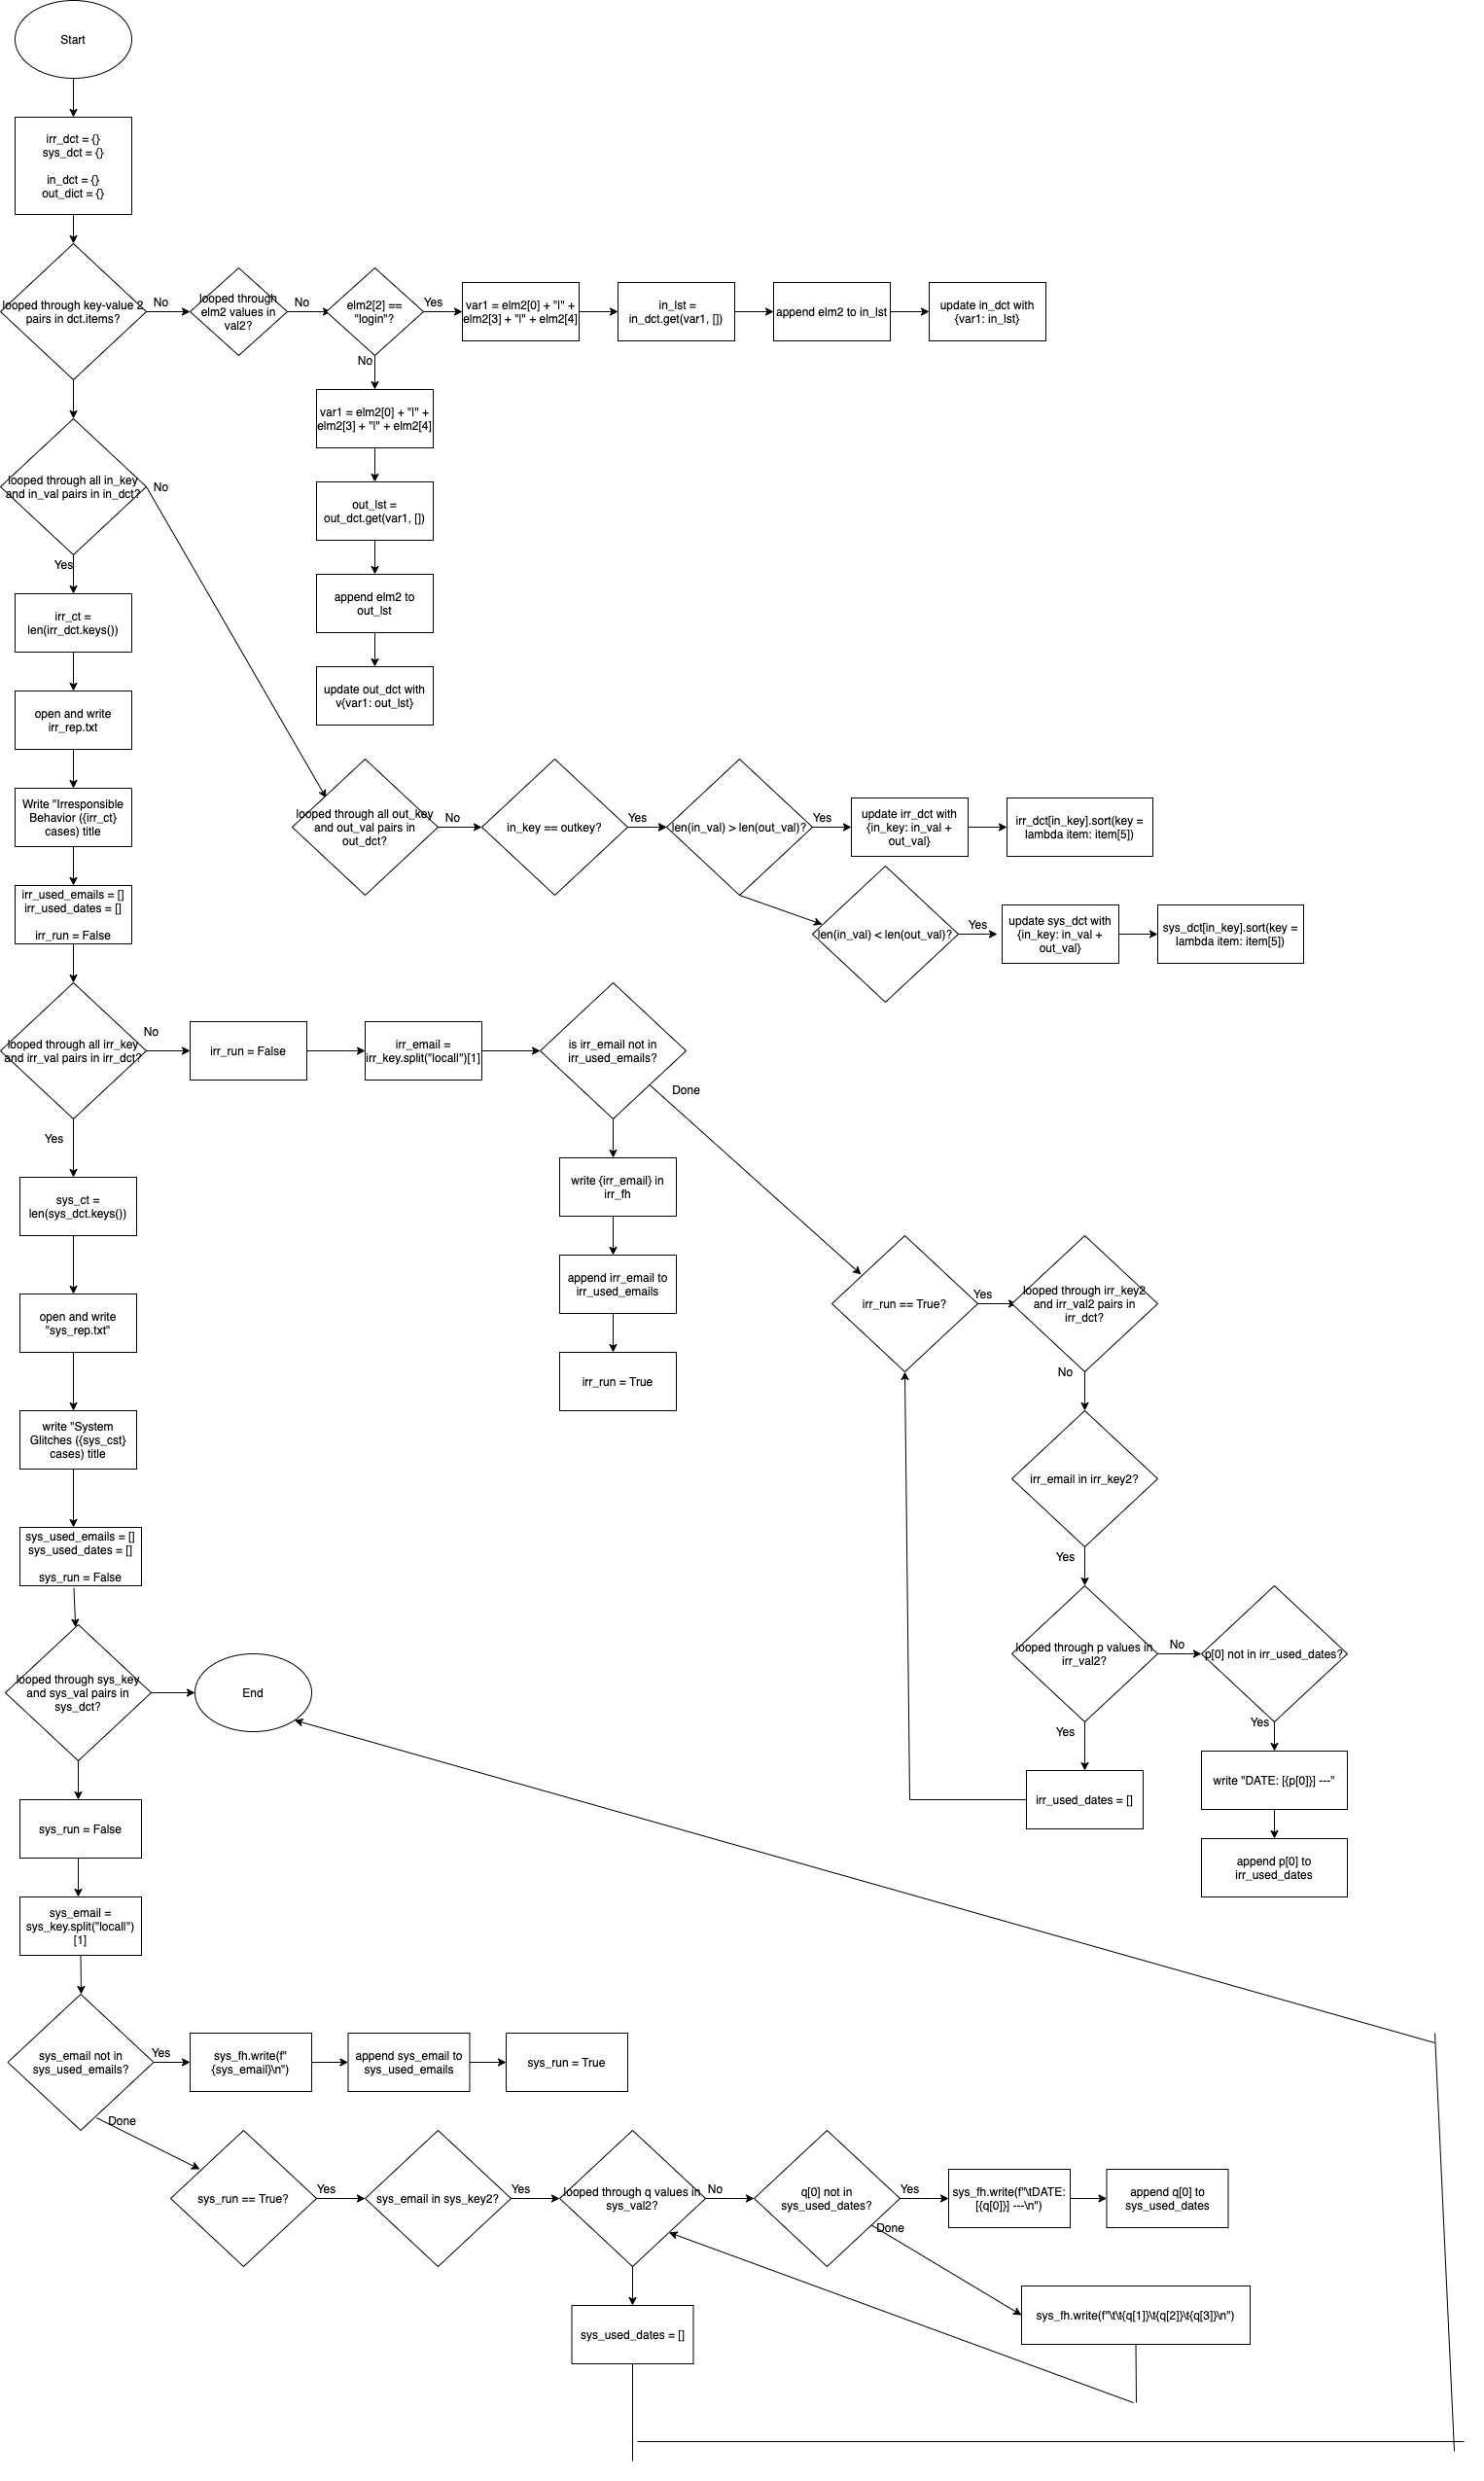 Start
irr_dct = {}
sys_dct = {}
in_dct = {}
out_dict = {}
looped through key-value 2
pairs in dct.items?
No
looped through
elm2 values in
val2?
No
elm2[2] ==
"login"?
Yes
var1 = elm2[0] + "|" +
elm2[3] + "|" + elm2[4]
in_lst =
in_dct.get(var1, [])
append elm2 to in_lst
update in_dct with
{var1: in_lst}
No
var1 = elm2[0] + "|" +
elm2[3] + "|" + elm2[4]
out_lst =
out_dct.get(var1, [])
append elm2 to
out_lst
update out_dct with
v{var1: out_lst}
looped through all in_key
and in_val pairs in in_dct?
No
Yes
irr_ct =
len(irr_dct.keys())
open and write
irr_rep.txt
Write "Irresponsible
Behavior ({irr_ct}
cases) title
irr_used_emails = []
irr_used_dates = []
irr_run = False
looped through all out_key
and out_val pairs in
out_dct?
No
in_key == outkey?
Yes
len(in_val) > len(out_val)?
Yes
update irr_dct with
{in_key: in_val +
out_val}
irr_dct[in_key].sort(key =
lambda item: item[5])
len(in_val) < len(out_val)?
Yes
update sys_dct with
{in_key: in_val +
out_val}
sys_dct[in_key].sort(key =
lambda item: item[5])
looped through all irr_key
and irr_val pairs in irr_dct?
No
irr_run = False
irr_email =
irr_key.split("locall")[1]
is irr_email not in
irr_used_emails?
Done
write {irr_email} in
irr_fh
append irr_email to
irr_used_emails
irr_run = True
irr_run == True?
Yes
looped through irr_key2
and irr_val2 pairs in
irr_dct?
No
irr_email in irr_key2?
Yes
looped through p values in
irr_val2?
No
p[0] not in irr_used_dates?
Yes
irr_used_dates = []
Yes
write "DATE: [{p[0]}] ---"
append p[0] to
irr_used_dates
Yes
sys_ct =
len(sys_dct.keys())
open and write
"sys_rep.txt"
write "System
Glitches ({sys_cst}
cases) title
sys_used_emails = []
sys_used_dates = []
sys_run = False
looped through sys_key
and sys_val pairs in
sys_dct?
End
sys_run = False
sys_email =
sys_key.split("locall")
[1]
sys_email not in
sys_used_emails?
Yes
sys_fh.write(f"
{sys_email}\n")
append sys_email to
sys_used_emails
sys_run = True
Done
sys_run == True?
Yes
sys_email in sys_key2?
Yes
looped through q values in
sys_val2?
No
q[0] not in
sys_used_dates?
Yes
sys_fh.write(f"\tDATE:
[{q[0]}] ---\n")
append q[0] to
sys_used_dates
Done
sys_fh.write(f"\t\t{q[1]}\t{q[2]}\t{q[3]}\n")
sys_used_dates = []